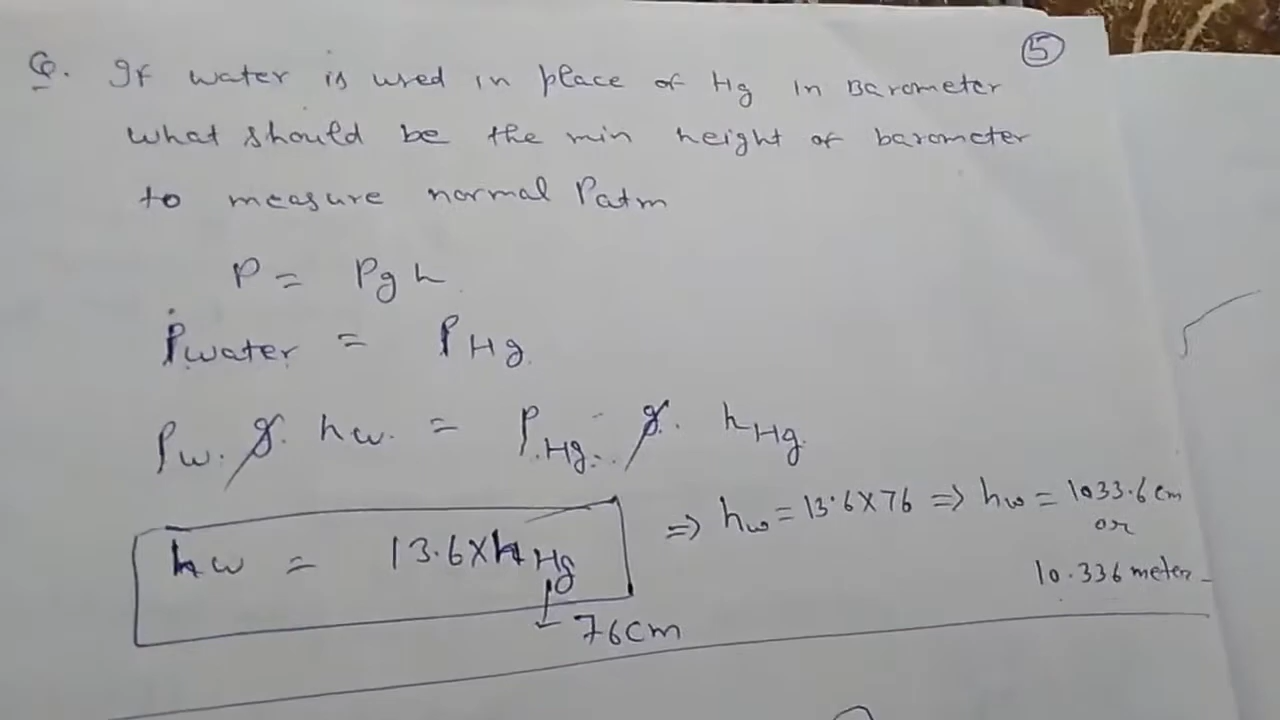 5
Q. If water is used in place of Hg in Barometer
what should be the min height of barometer
to measure normal Patm
P = ρgh
Pwater = PHg.
ρw. g. hw. = ρHg. g. hHg.
hw = 13.6 x hHg
76cm
=> hw = 13.6 x 76 => hw = 1033.6 cm
or
10.336 meter